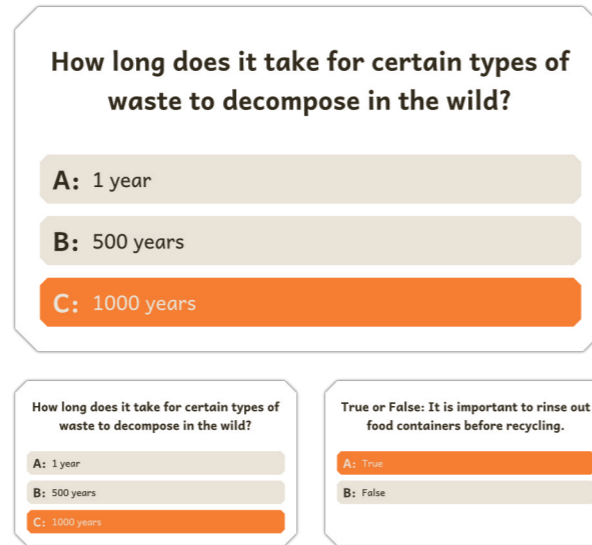 How long does it take for certain types of
waste to decompose in the wild?
A: 1 year
B: 500 years
C: 1000 years
How long does it take for certain types of
waste to decompose in the wild?
A: 1 year
B: 500 years
C: 1000 years
True or False: It is important to rinse out
food containers before recycling.
A: True
B: False